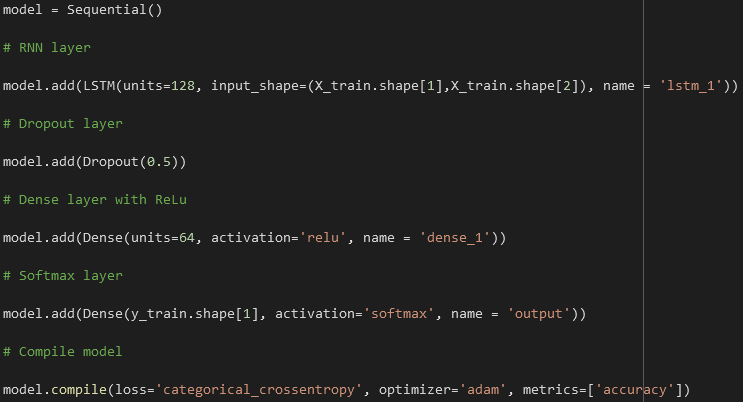 model = Sequential()
# RNN layer
model.add(LSTM(units=128, input_shape=(X_train.shape[1],X_train.shape[2]), name = 'lstm_1'))
# Dropout layer
model.add(Dropout(0.5))
# Dense layer with ReLu
model.add(Dense(units=64, activation='relu', name = 'dense_1'))
# Softmax layer
model.add(Dense(y_train.shape[1], activation='softmax', name = 'output'))
# Compile model
model.compile(loss='categorical_crossentropy', optimizer='adam', metrics=['accuracy'])